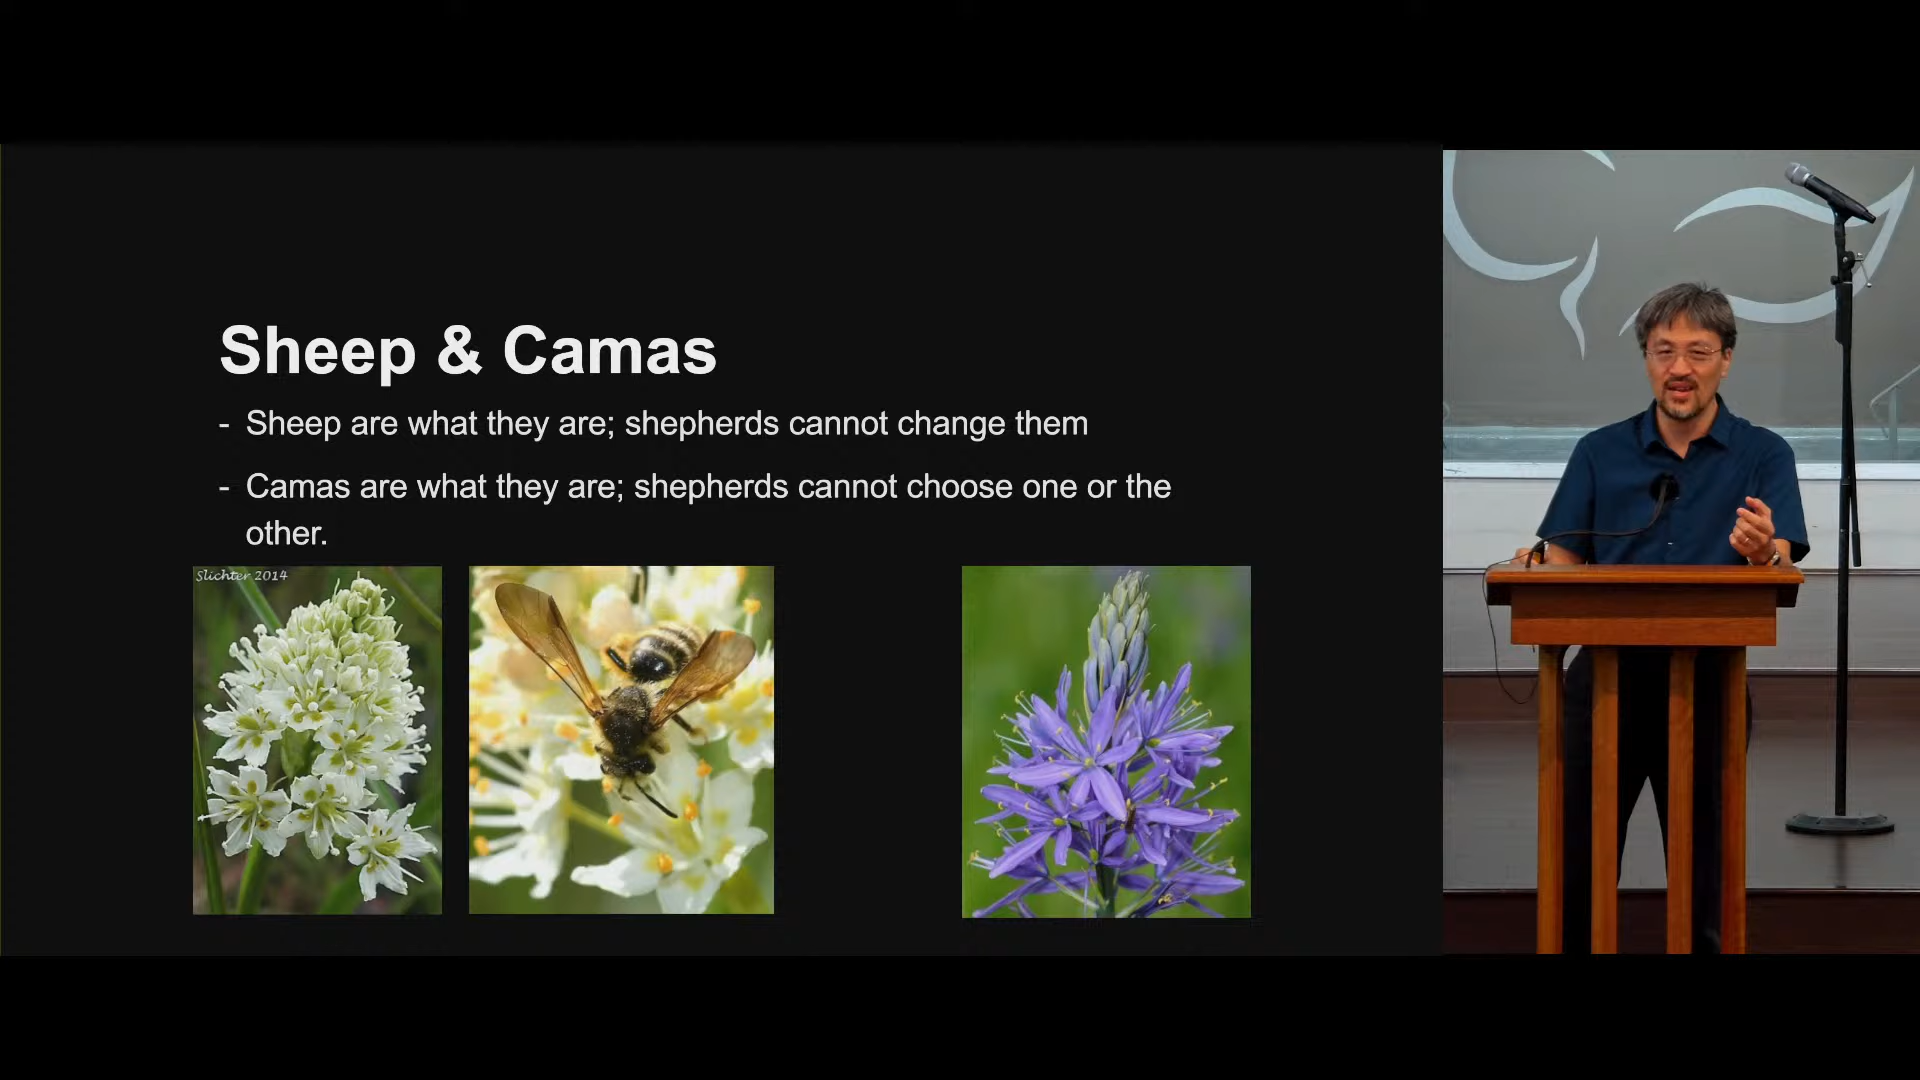 Sheep & Camas
- Sheep are what they are; shepherds cannot change them
- Camas are what they are; shepherds cannot choose one or the
other.
Slichter 2014